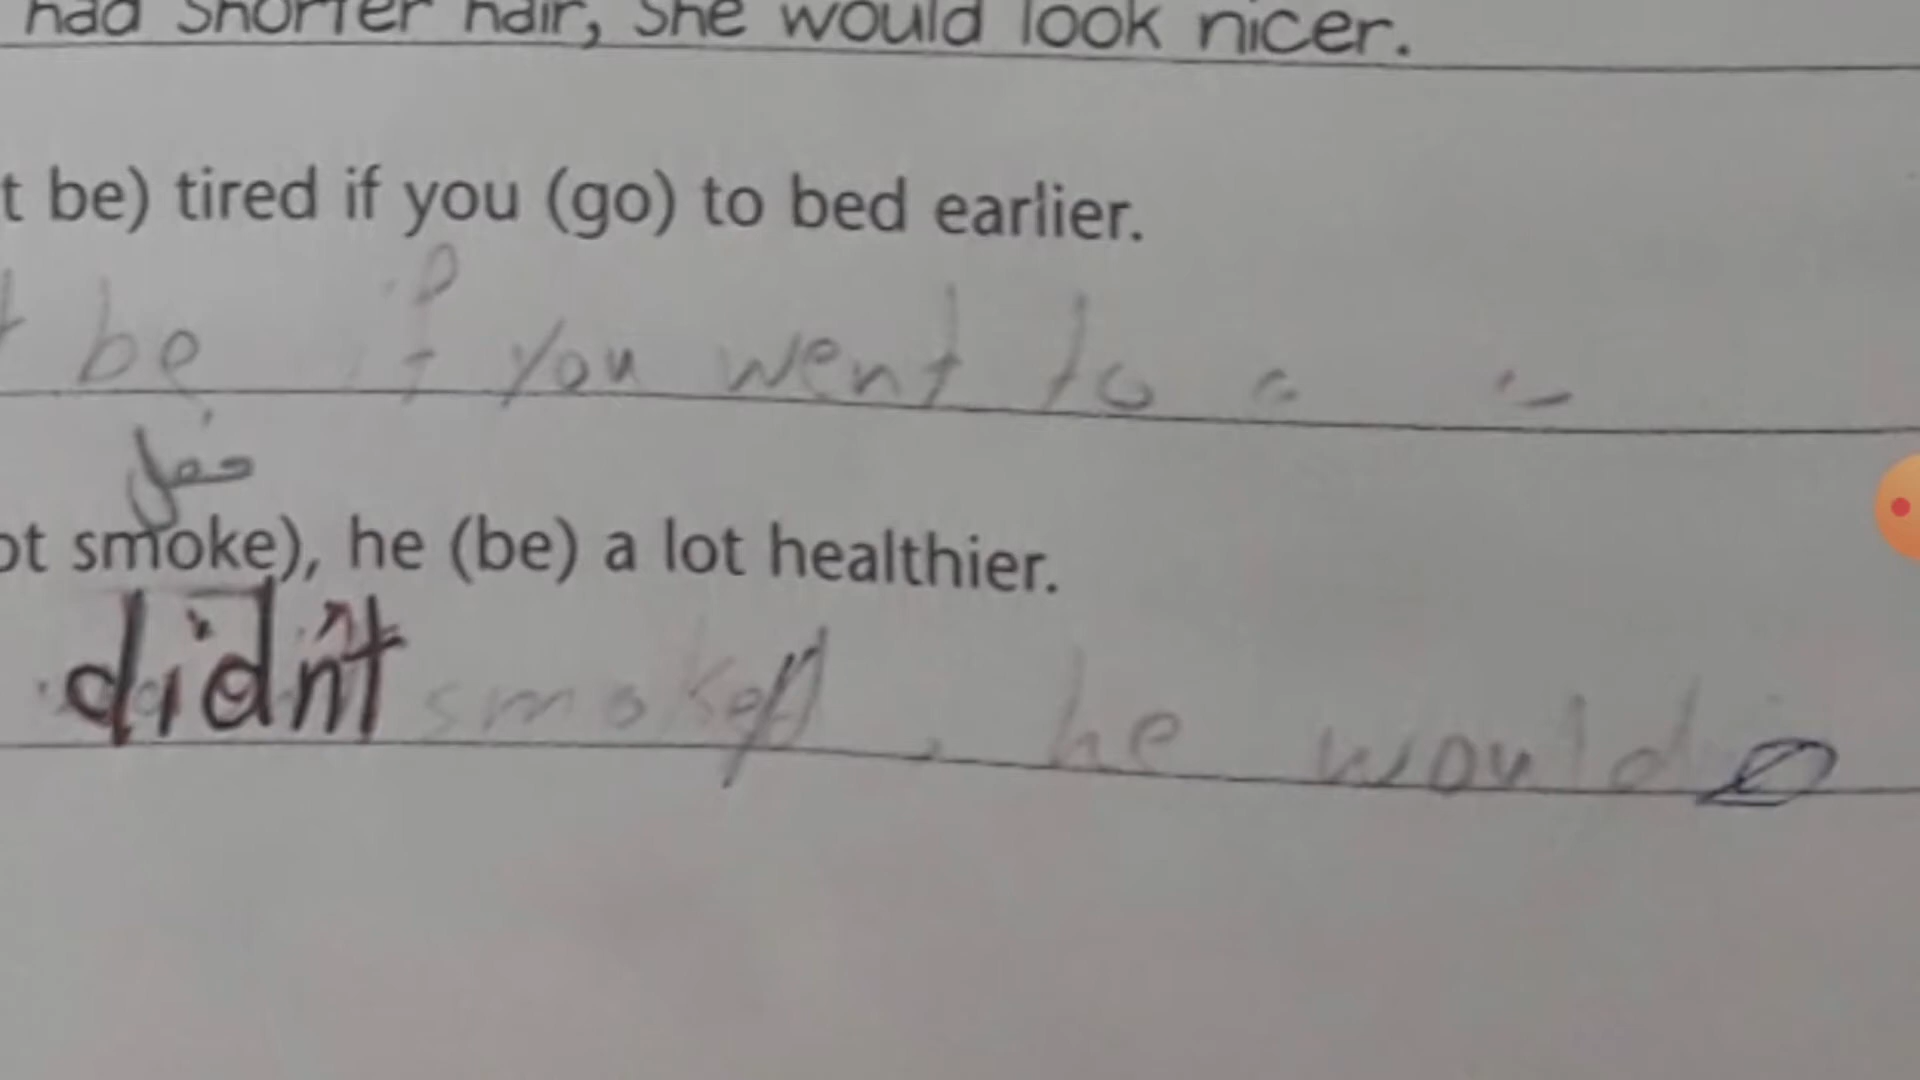 had shorter hair, she would look nicer.
t be) tired if you (go) to bed earlier.
be if you went to
ot smoke), he (be) a lot healthier.
didn't smoked, he would